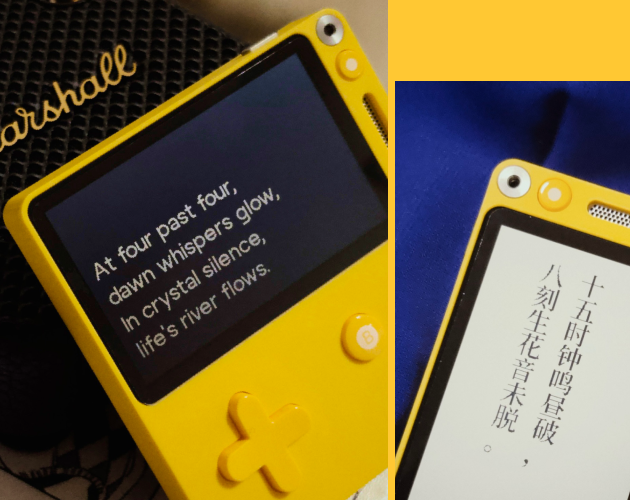 arshall
At four past four,
dawn whispers glow,
In crystal silence,
life's river flows.
B
十五时钟鸣昼破，
八刻生花音未脱。